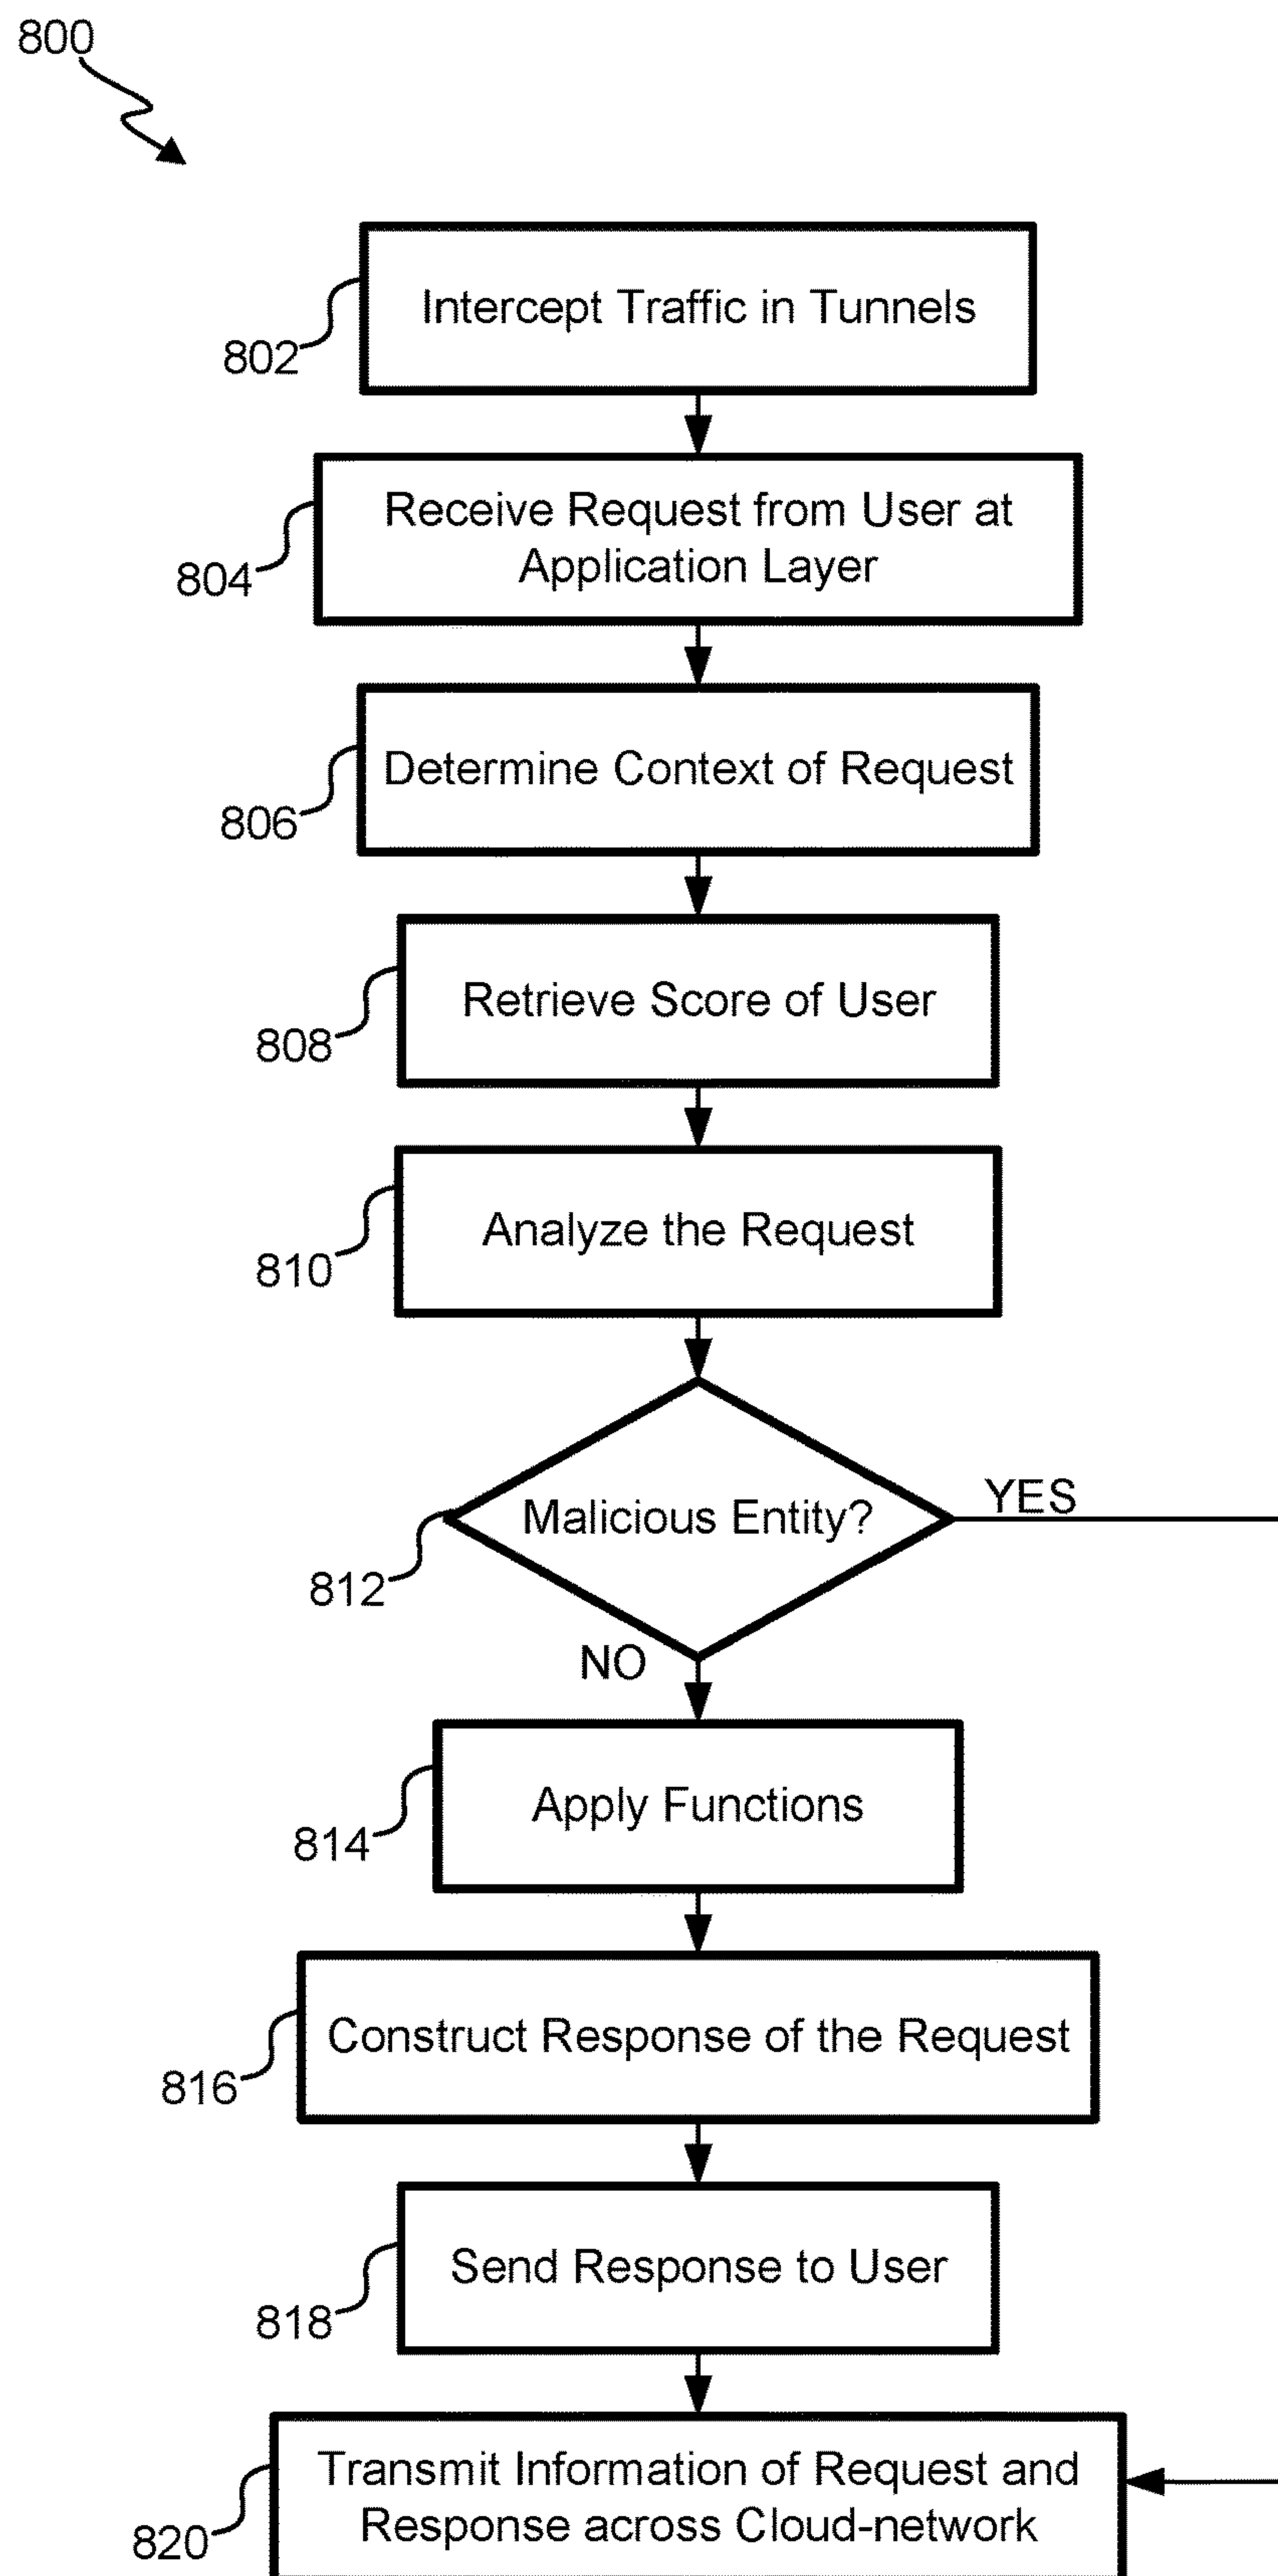 800
Intercept Traffic in Tunnels
802
Receive Request from User at
Application Layer
804
Determine Context of Request
806
Retrieve Score of User
808
Analyze the Request
810
YES
Malicious Entity?
812
NO
Apply Functions
814
Construct Response of the Request
816
Send Response to User
818
Transmit Information of Request and
Response across Cloud-network
820